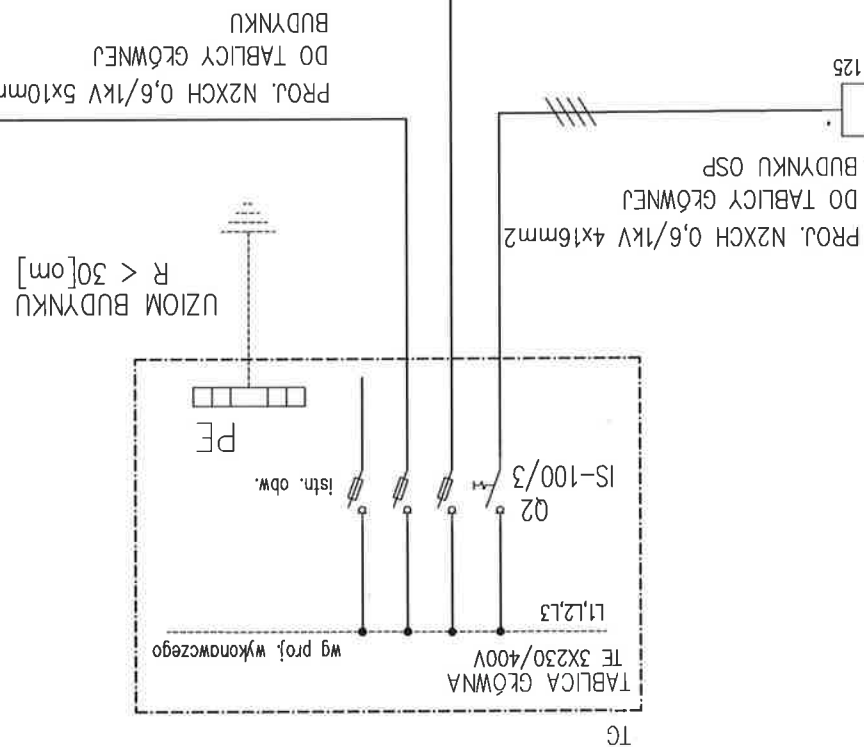 TG
TABLICA GŁÓWNA
TE 3X230/400V
wg proj. wykonawczego
L1,L2,L3
Q2
IS-100/3
istn. obw.
PE
UZIOM BUDYNKU
R < 30[om]
PROJ. N2XCH 0,6/1kV 4x16mm2
DO TABLICY GŁÓWNEJ
BUDYNKU OSP
125
PROJ. N2XCH 0,6/1kV 5x10mm
DO TABLICY GŁÓWNEJ
BUDYNKU